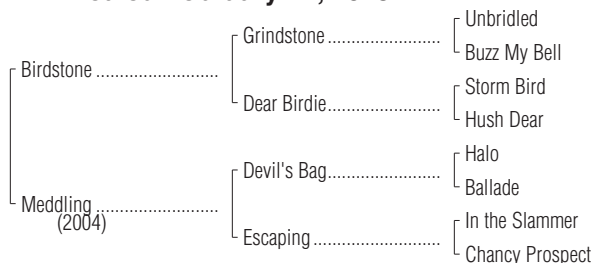 Unbridled
Grindstone
Buzz My Bell
Birdstone
Storm Bird
Dear Birdie
Hush Dear
Halo
Devil's Bag
Ballade
Meddling
(2004)
In the Slammer
Escaping
Chancy Prospect